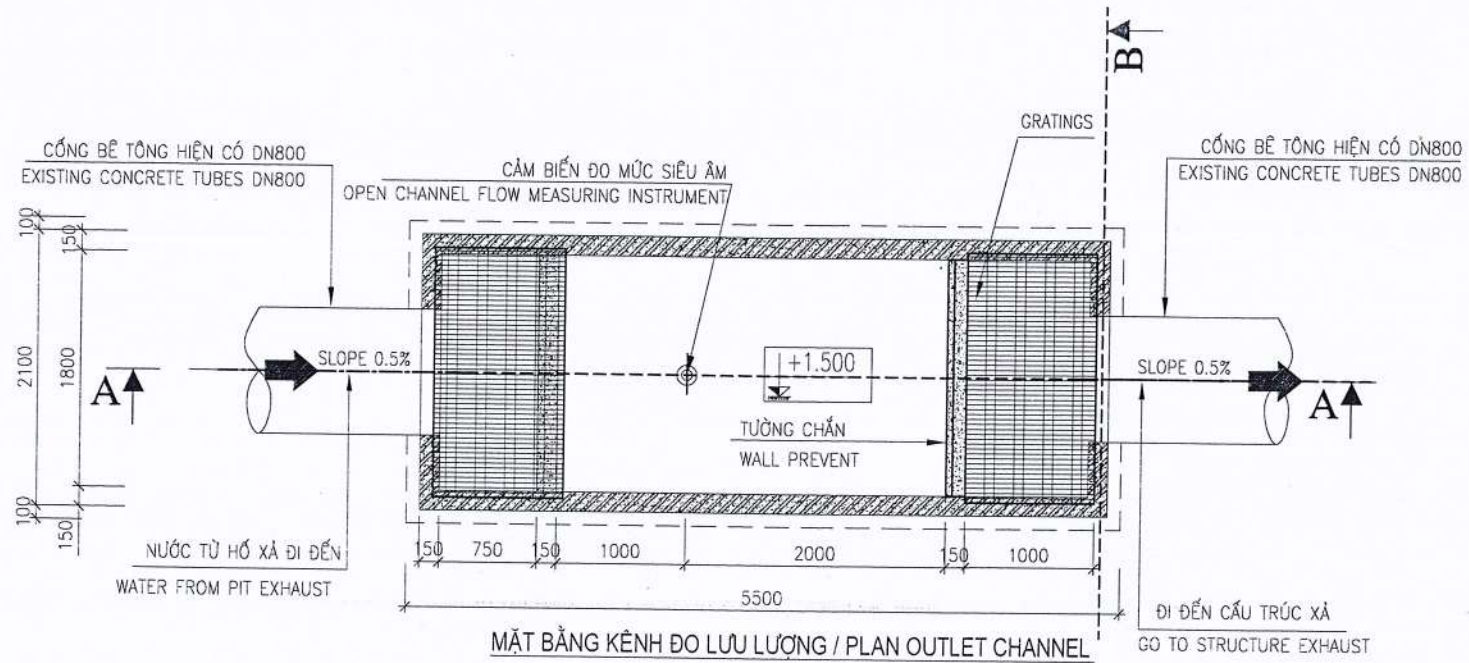 B
GRATINGS
CỐNG BÊ TÔNG HIỆN CÓ DN800
EXISTING CONCRETE TUBES DN800
CẢM BIẾN ĐO MỨC SIÊU ÂM
OPEN CHANNEL FLOW MEASURING INSTRUMENT
CỐNG BÊ TÔNG HIỆN CÓ DN800
EXISTING CONCRETE TUBES DN800
100
150
2100
1800
100
150
A
SLOPE 0.5%
+1.500
SLOPE 0.5%
A
TƯỜNG CHẮN
WALL PREVENT
NƯỚC TỪ HỐ XẢ ĐI ĐẾN
WATER FROM PIT EXHAUST
150 750 150 1000 2000 150 1000
5500
ĐI ĐẾN CẤU TRÚC XẢ
GO TO STRUCTURE EXHAUST
MẶT BẰNG KÊNH ĐO LƯU LƯỢNG / PLAN OUTLET CHANNEL